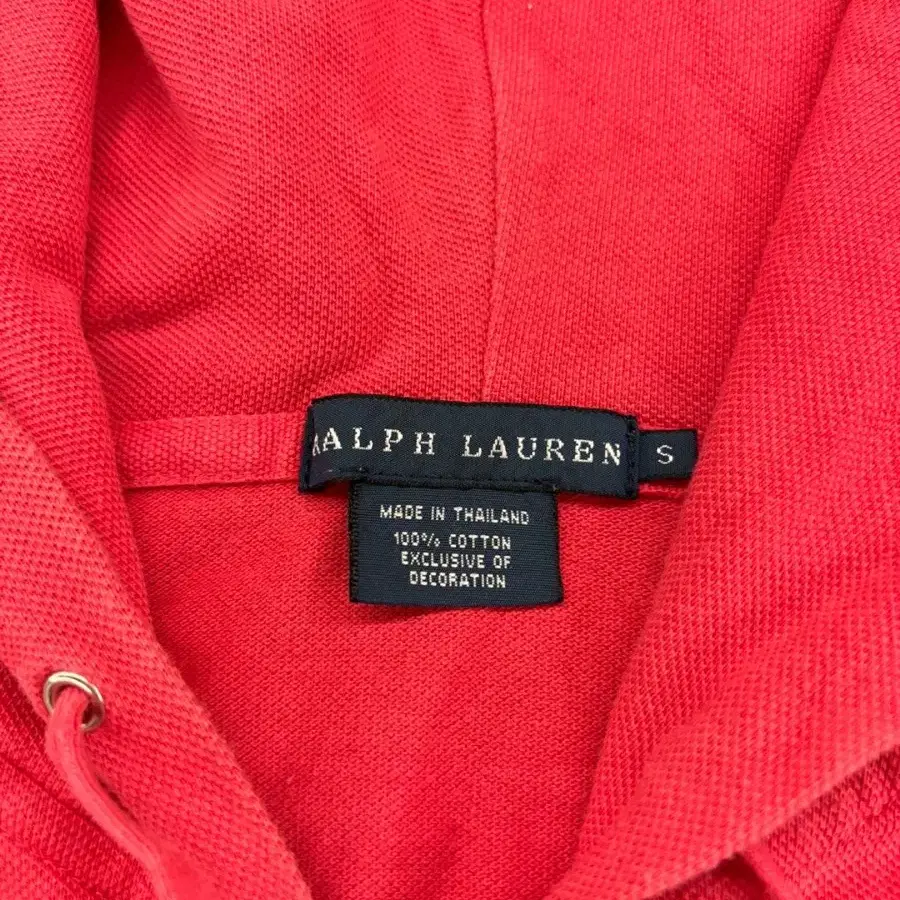 RALPH LAUREN
S
MADE IN THAILAND
100% COTTON
EXCLUSIVE OF
DECORATION